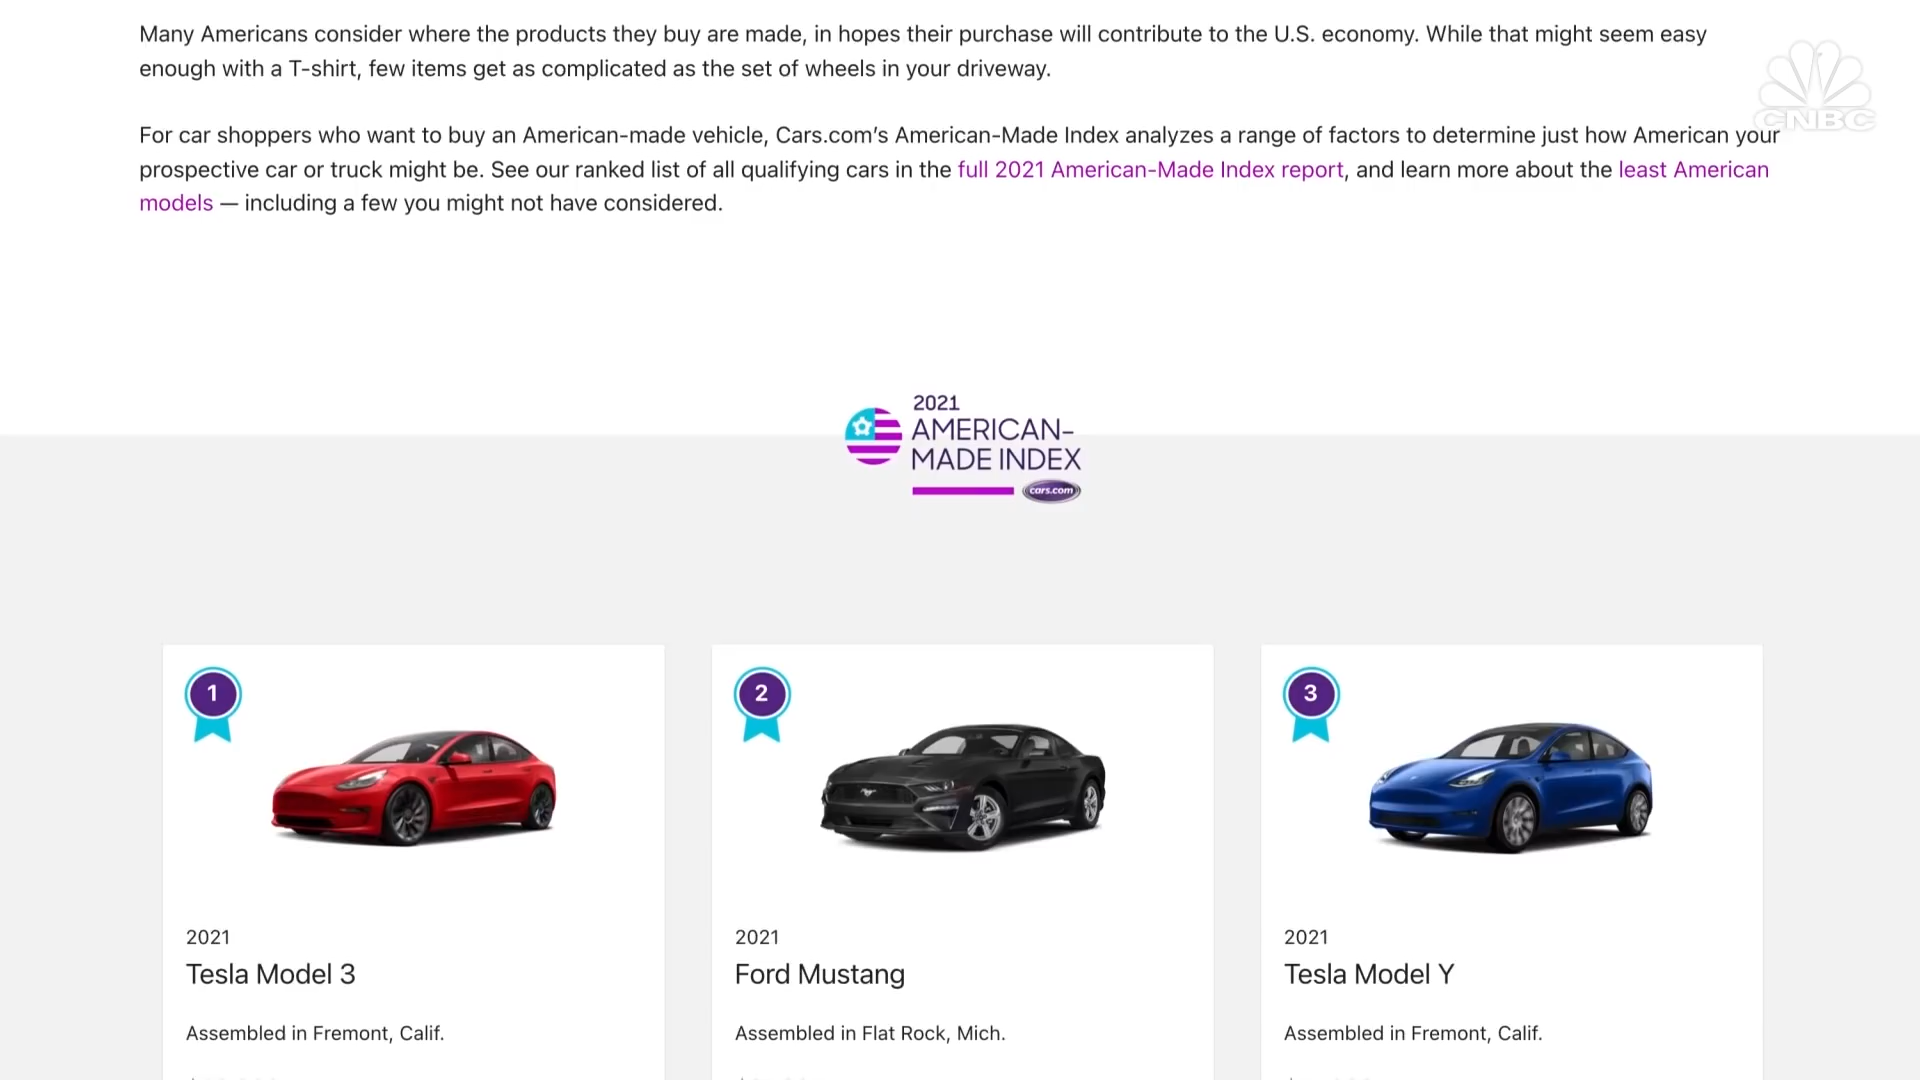 Many Americans consider where the products they buy are made, in hopes their purchase will contribute to the U.S. economy. While that might seem easy
enough with a T-shirt, few items get as complicated as the set of wheels in your driveway.
CNBC
For car shoppers who want to buy an American-made vehicle, Cars.com’s American-Made Index analyzes a range of factors to determine just how American your
prospective car or truck might be. See our ranked list of all qualifying cars in the full 2021 American-Made Index report, and learn more about the least American
models — including a few you might not have considered.
2021
AMERICAN-
MADE INDEX
cars.com
1
2021
Tesla Model 3
Assembled in Fremont, Calif.
2
2021
Ford Mustang
Assembled in Flat Rock, Mich.
3
2021
Tesla Model Y
Assembled in Fremont, Calif.